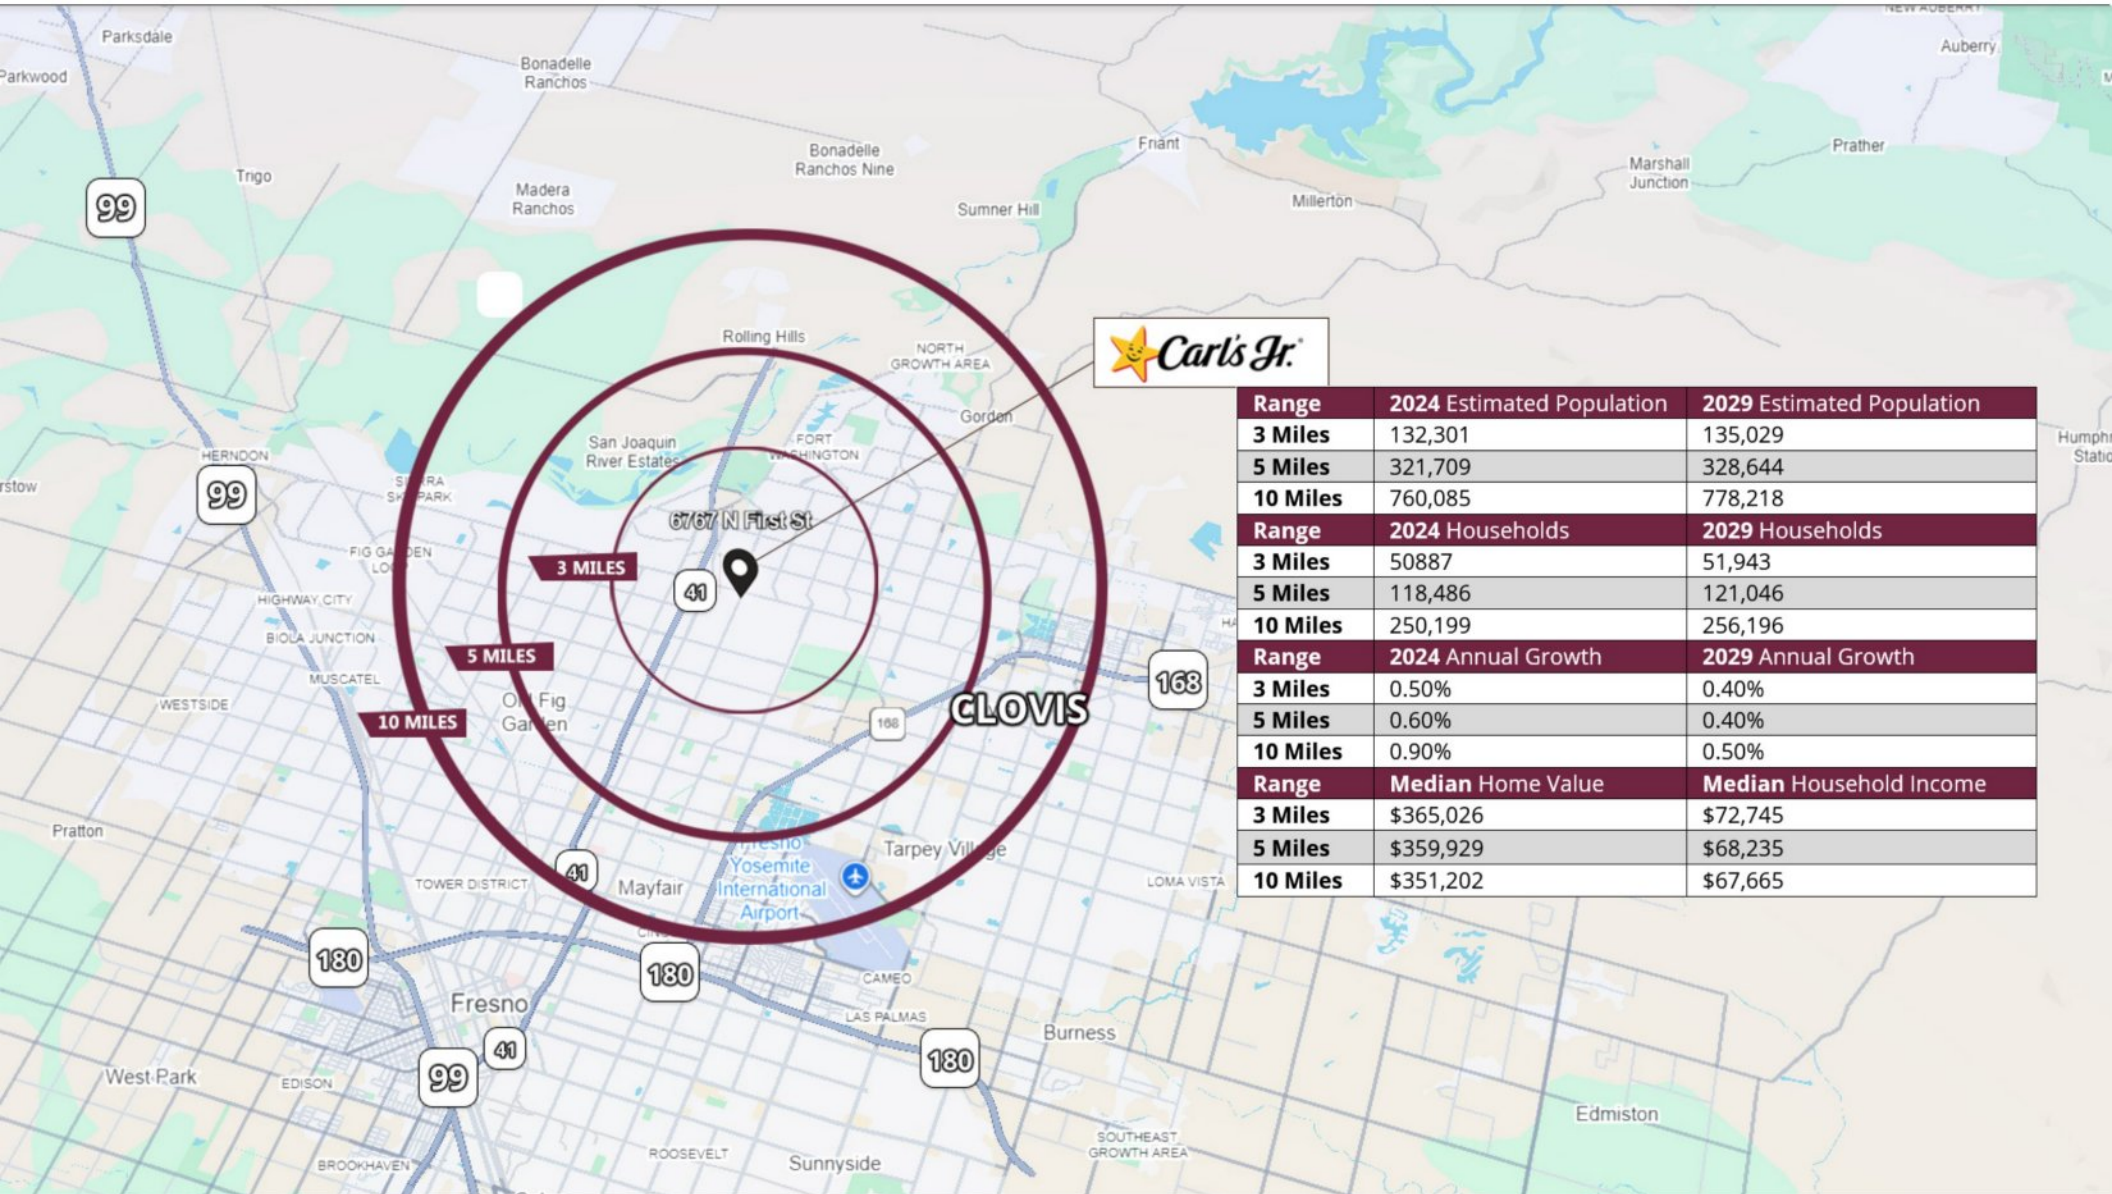 NEW AUBERRY
Parksdale
Auberry
Parkwood
Bonadelle
Ranchos
Friant
Prather
Bonadelle
Ranchos Nine
Marshall
Junction
Trigo
Madera
Ranchos
Millerton
99
Sumner Hill
Rolling Hills
NORTH
GROWTH AREA
Carl's Jr.
Gordon
San Joaquin
River Estates
FORT
WASHINGTON
HERNDON
99
6767 N First St
3 MILES
41
HIGHWAY CITY
BIOLA JUNCTION
5 MILES
MUSCATEL
WESTSIDE
10 MILES
CLOVIS
168
168
Range 2024 Estimated Population 2029 Estimated Population
3 Miles 132,301 135,029
5 Miles 321,709 328,644
10 Miles 760,085 778,218
Range 2024 Households 2029 Households
3 Miles 50887 51,943
5 Miles 118,486 121,046
10 Miles 250,199 256,196
Range 2024 Annual Growth 2029 Annual Growth
3 Miles 0.50% 0.40%
5 Miles 0.60% 0.40%
10 Miles 0.90% 0.50%
Range Median Home Value Median Household Income
3 Miles $365,026 $72,745
5 Miles $359,929 $68,235
10 Miles $351,202 $67,665
Pratton
Fresno
Yosemite
International
Airport
Tarpey Village
41
TOWER DISTRICT
Mayfair
LOMA VISTA
180
180
CAMEO
Fresno
LAS PALMAS
Burness
41
180
99
West Park
EDISON
Edmiston
SOUTHEAST
GROWTH AREA
ROOSEVELT
Sunnyside
BROOKHAVEN